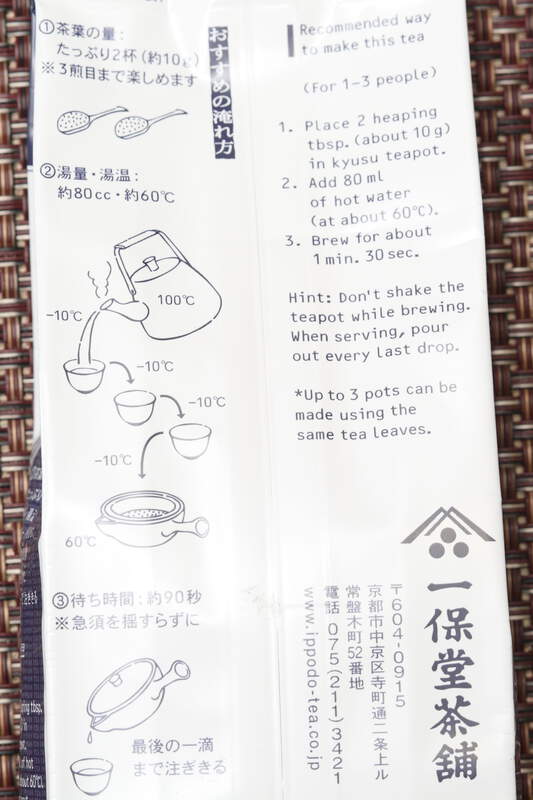 おすすめの淹れ方
①茶葉の量：
たっぷり2杯（約10g）
※3煎目まで楽しめます
②湯量・湯温：
約80cc・約60℃
100℃
-10℃
-10℃
-10℃
-10℃
60℃
③待ち時間：約90秒
※急須を揺すらずに
最後の一滴
まで注ぎきる
Recommended way
to make this tea
(For 1-3 people)
1. Place 2 heaping
tbsp. (about 10g)
in kyusu teapot.
2. Add 80 ml
of hot water
(at about 60℃).
3. Brew for about
1 min. 30 sec.
Hint: Don't shake the
teapot while brewing.
When serving, pour
out every last drop.
*Up to 3 pots can be
made using the
same tea leaves.
一保堂茶舗
〒604-0915
京都市中京区寺町通二条上ル
常盤木町52番地
電話 075(211)3421
www.ippodo-tea.co.jp
tbsp.
of hot
about 60℃).